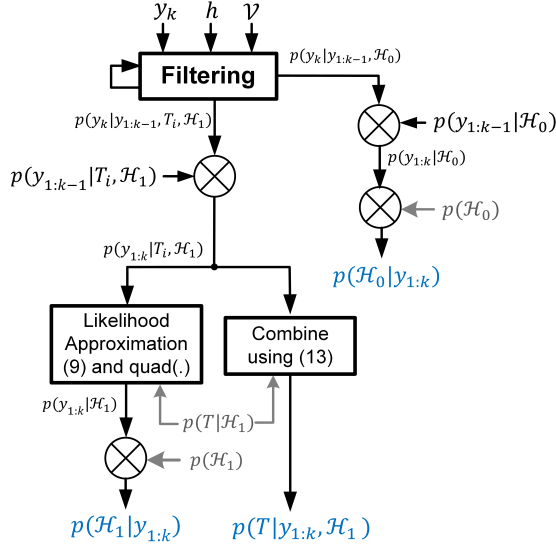 y_k h 𝒱
Filtering
p(y_k|y_{1:k−1}, ℋ_0)
p(y_k|y_{1:k−1}, T_i, ℋ_1)
p(y_{1:k−1}|ℋ_0)
p(y_{1:k}|ℋ_0)
p(y_{1:k−1}|T_i, ℋ_1)
p(ℋ_0)
p(y_{1:k}|T_i, ℋ_1)
p(ℋ_0|y_{1:k})
Likelihood
Approximation
(9) and quad(.)
Combine
using (13)
p(y_{1:k}|ℋ_1)
p(T|ℋ_1)
p(ℋ_1)
p(ℋ_1|y_{1:k})
p(T|y_{1:k}, ℋ_1 )